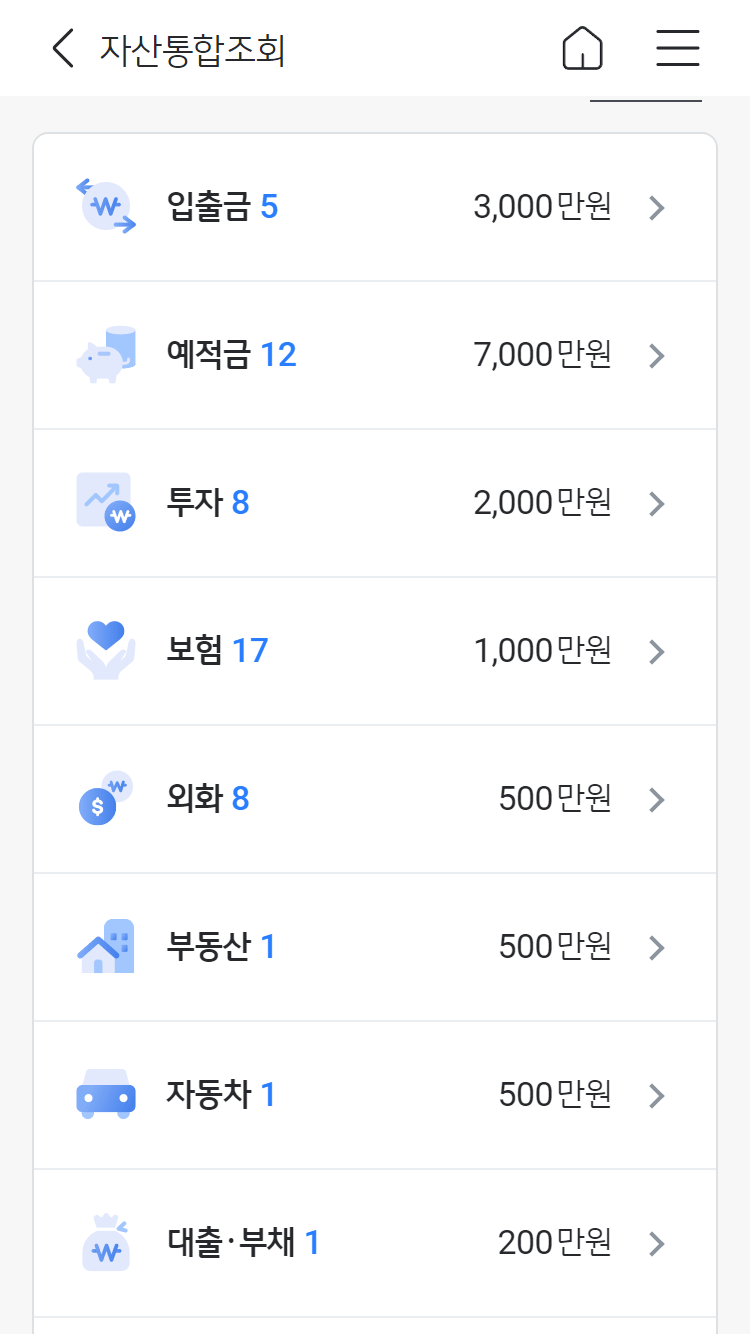 자산통합조회
입출금 5 3,000만원
예적금 12 7,000만원
투자 8 2,000만원
보험 17 1,000만원
외화 8 500만원
부동산 1 500만원
자동차 1 500만원
대출·부채 1 200만원